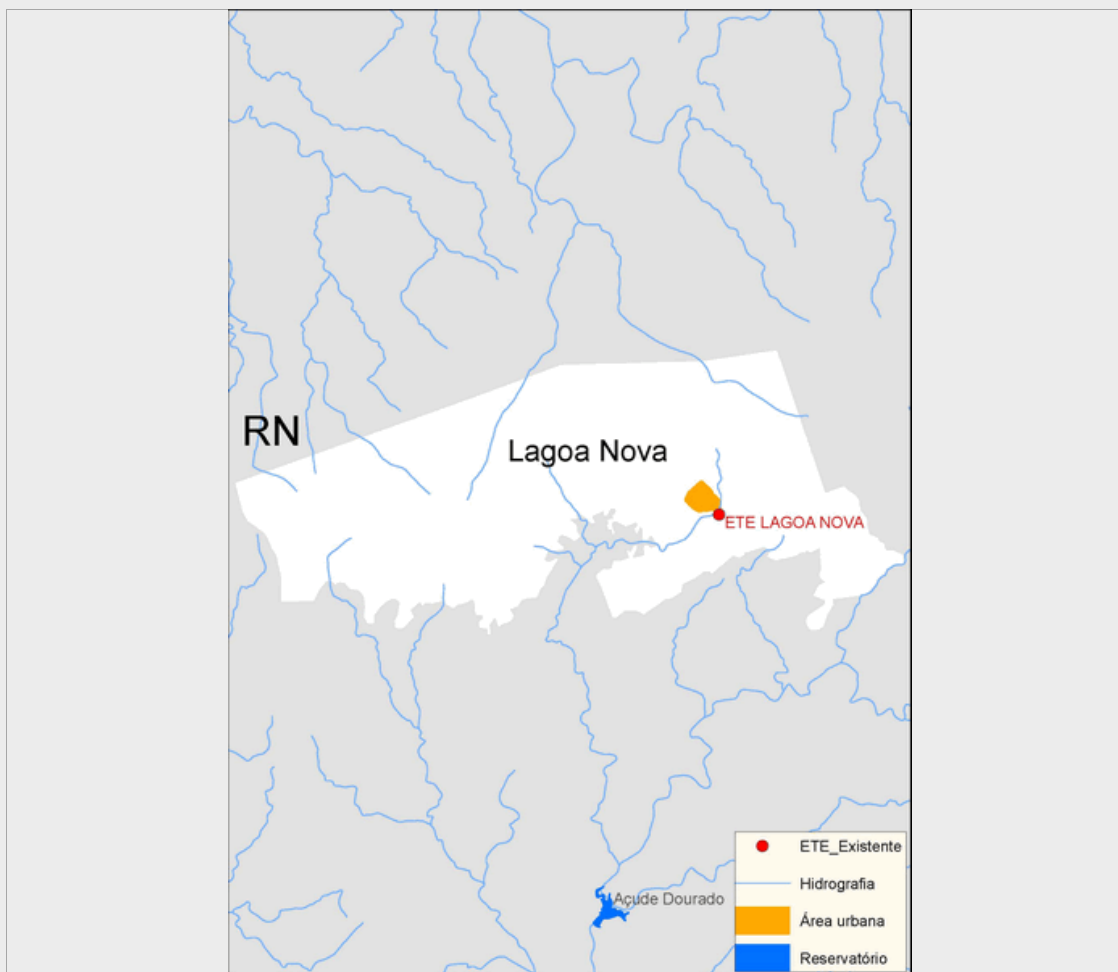 RN
Lagoa Nova
ETE LAGOA NOVA
Açude Dourado
ETE_Existente
Hidrografia
Área urbana
Reservatório